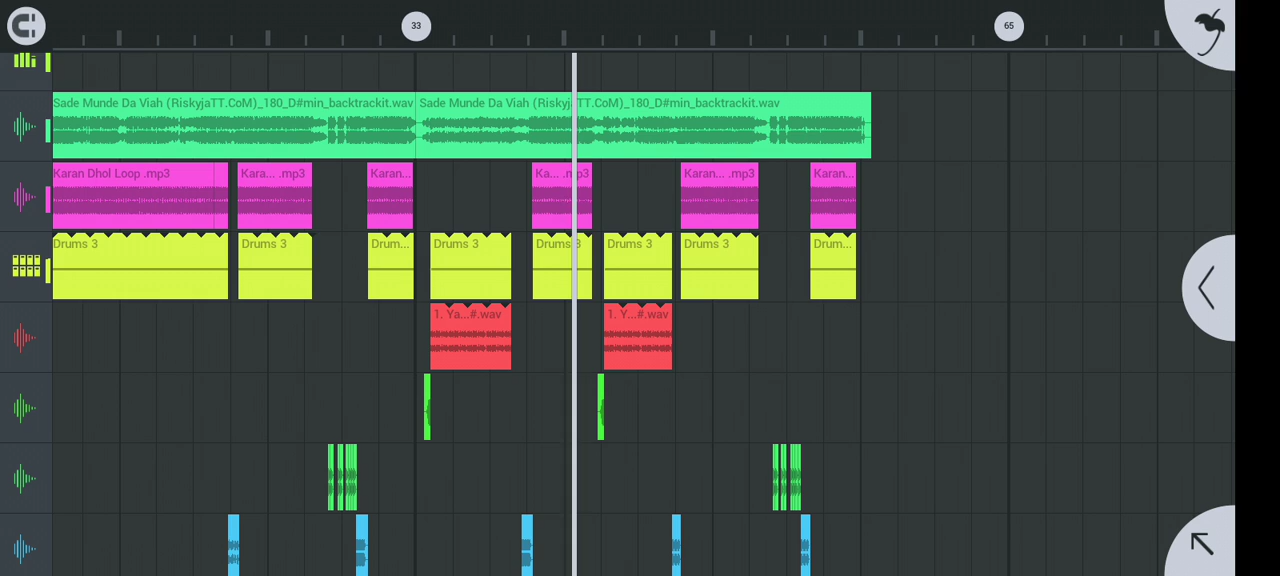 33
65
Sade Munde Da Viah (RiskyjaTT.CoM)_180_D#min_backtrackit.wav
Sade Munde Da Viah (RiskyjaTT.CoM)_180_D#min_backtrackit.wav
Karan Dhol Loop .mp3
Kara... .mp3
Karan...
Ka... .mp3
Karan... .mp3
Karan...
Drums 3
Drums 3
Drum...
Drums 3
Drums 3
Drums 3
Drums 3
Drum...
1. Ya...#.wav
1. Y...#.wav